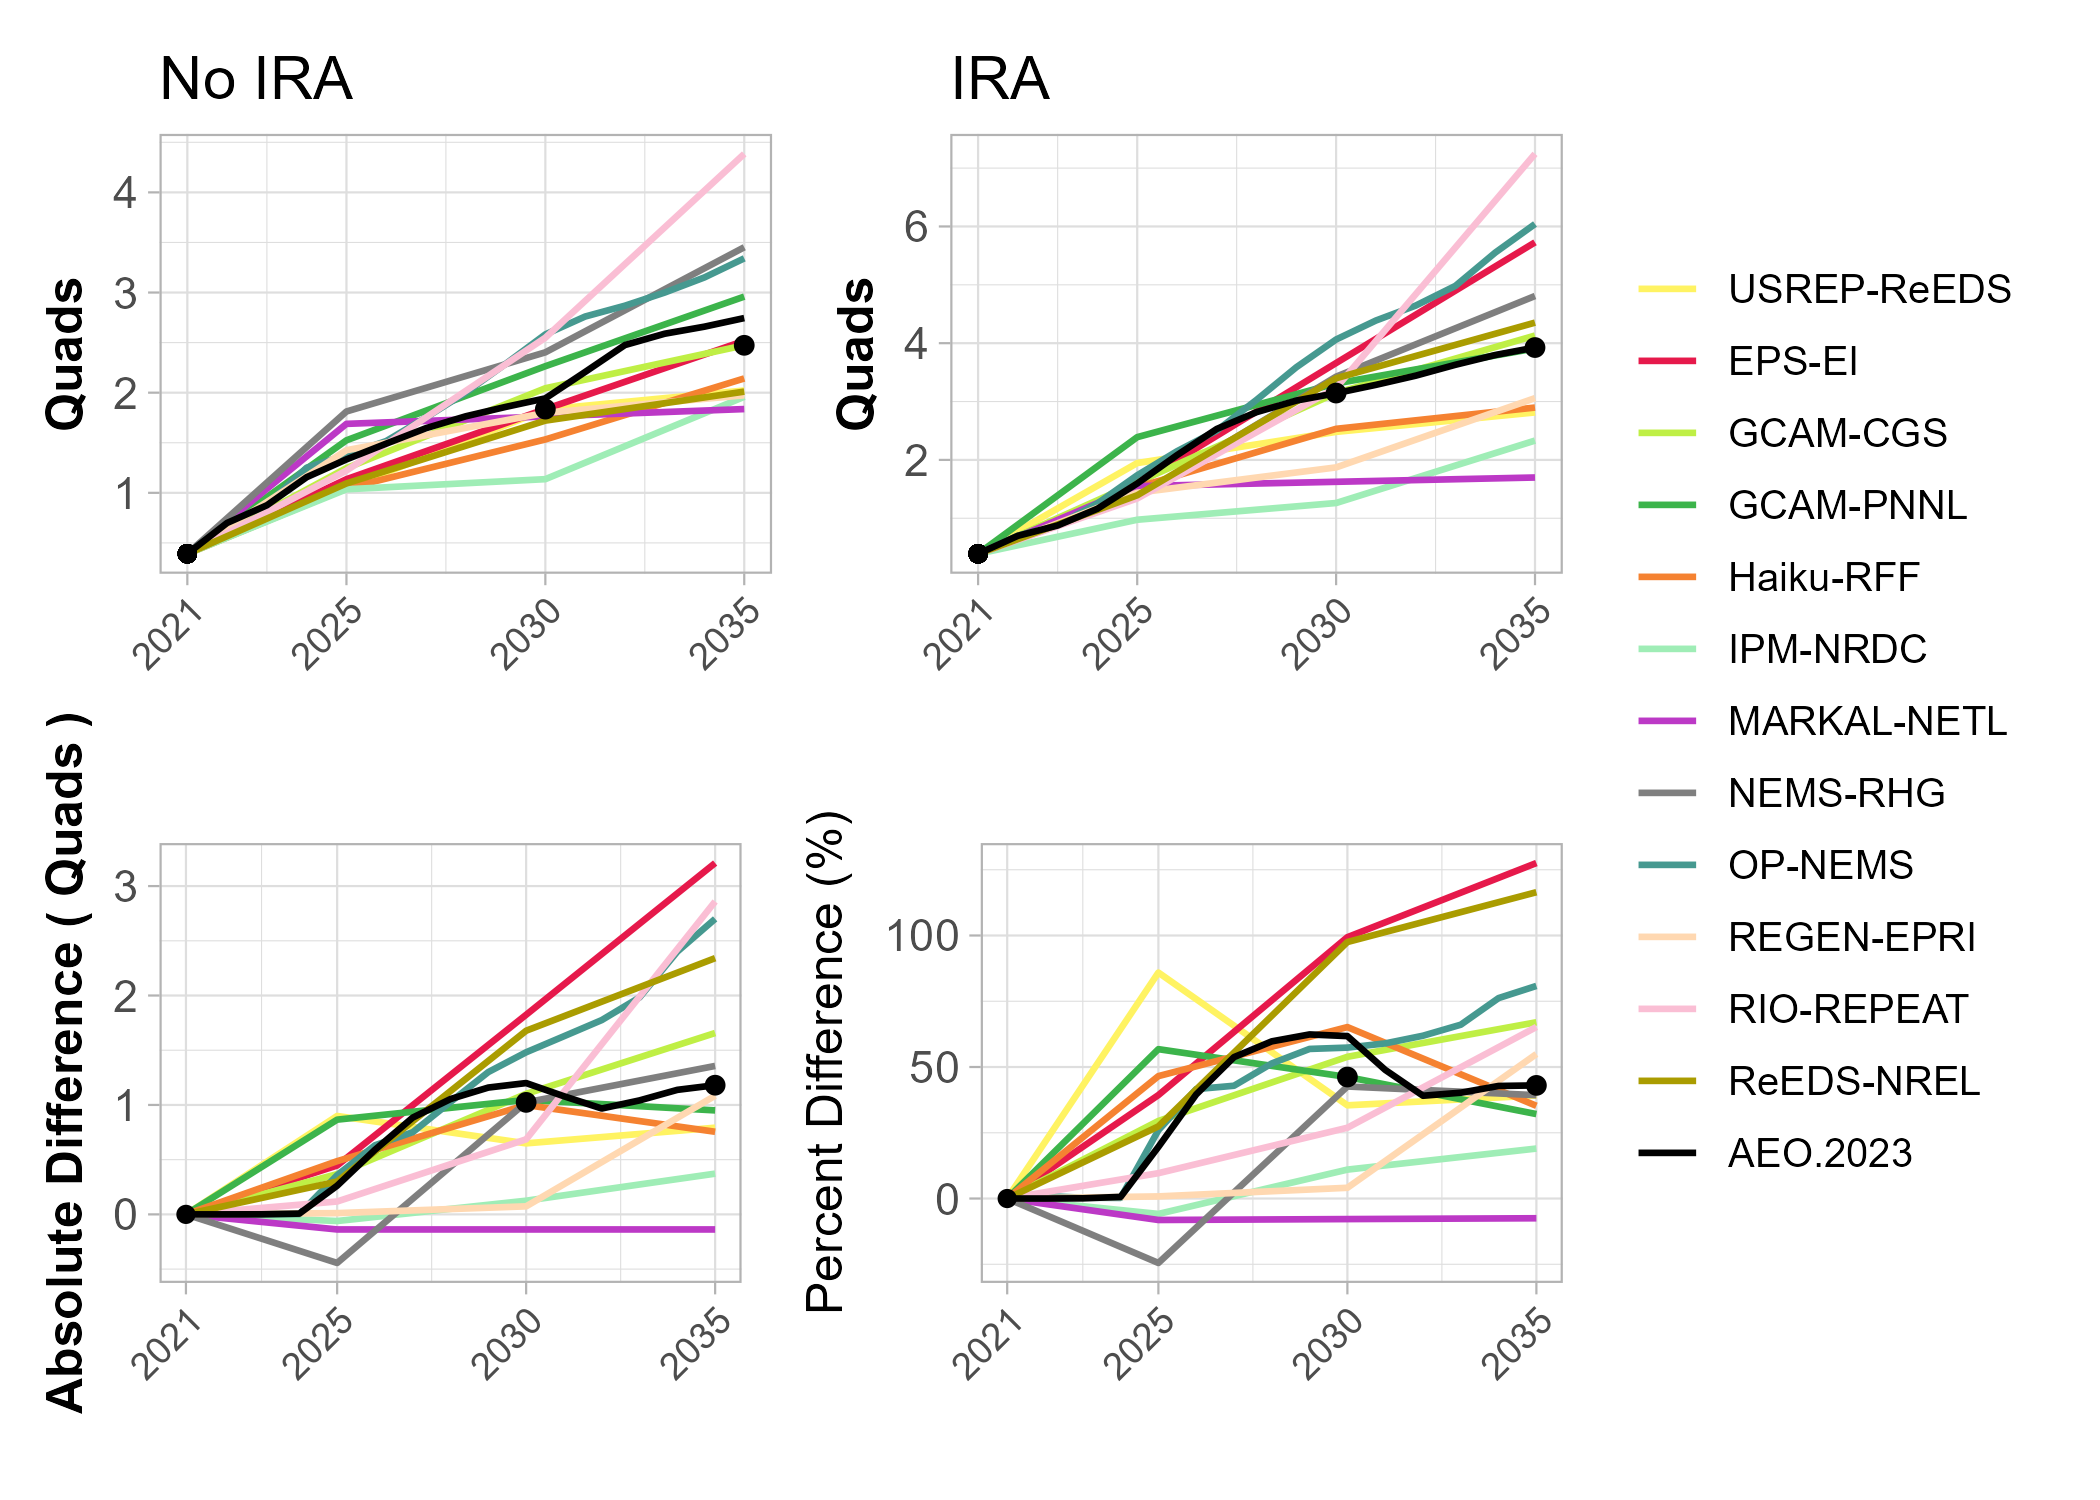 No IRA
IRA
Quads
4
3
2
1
2021
2025
2030
2035
Quads
6
4
2
2021
2025
2030
2035
Absolute Difference ( Quads )
3
2
1
0
2021
2025
2030
2035
Percent Difference (%)
100
50
0
2021
2025
2030
2035
USREP-ReEDS
EPS-EI
GCAM-CGS
GCAM-PNNL
Haiku-RFF
IPM-NRDC
MARKAL-NETL
NEMS-RHG
OP-NEMS
REGEN-EPRI
RIO-REPEAT
ReEDS-NREL
AEO.2023